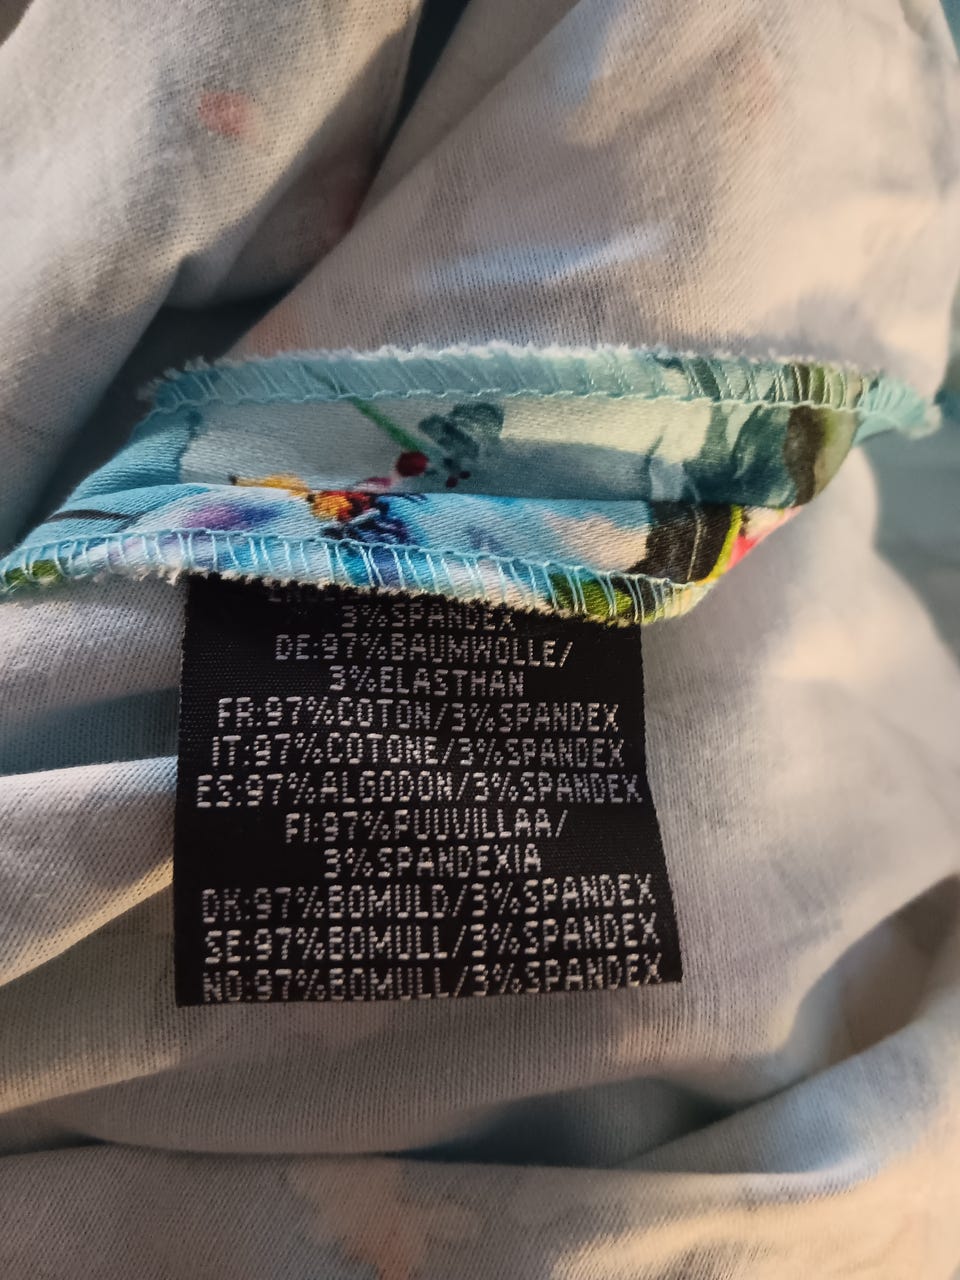 3%SPANDEX
DE:97%BAUMWOLLE/
3%ELASTHAN
FR:97%COTON/3%SPANDEX
IT:97%COTONE/3%SPANDEX
ES:97%ALGODON/3%SPANDEX
FI:97%PUUVILLAA/
3%SPANDEXIA
DK:97%BOMULD/3%SPANDEX
SE:97%BOMULL/3%SPANDEX
NO:97%BOMULL/3%SPANDEX